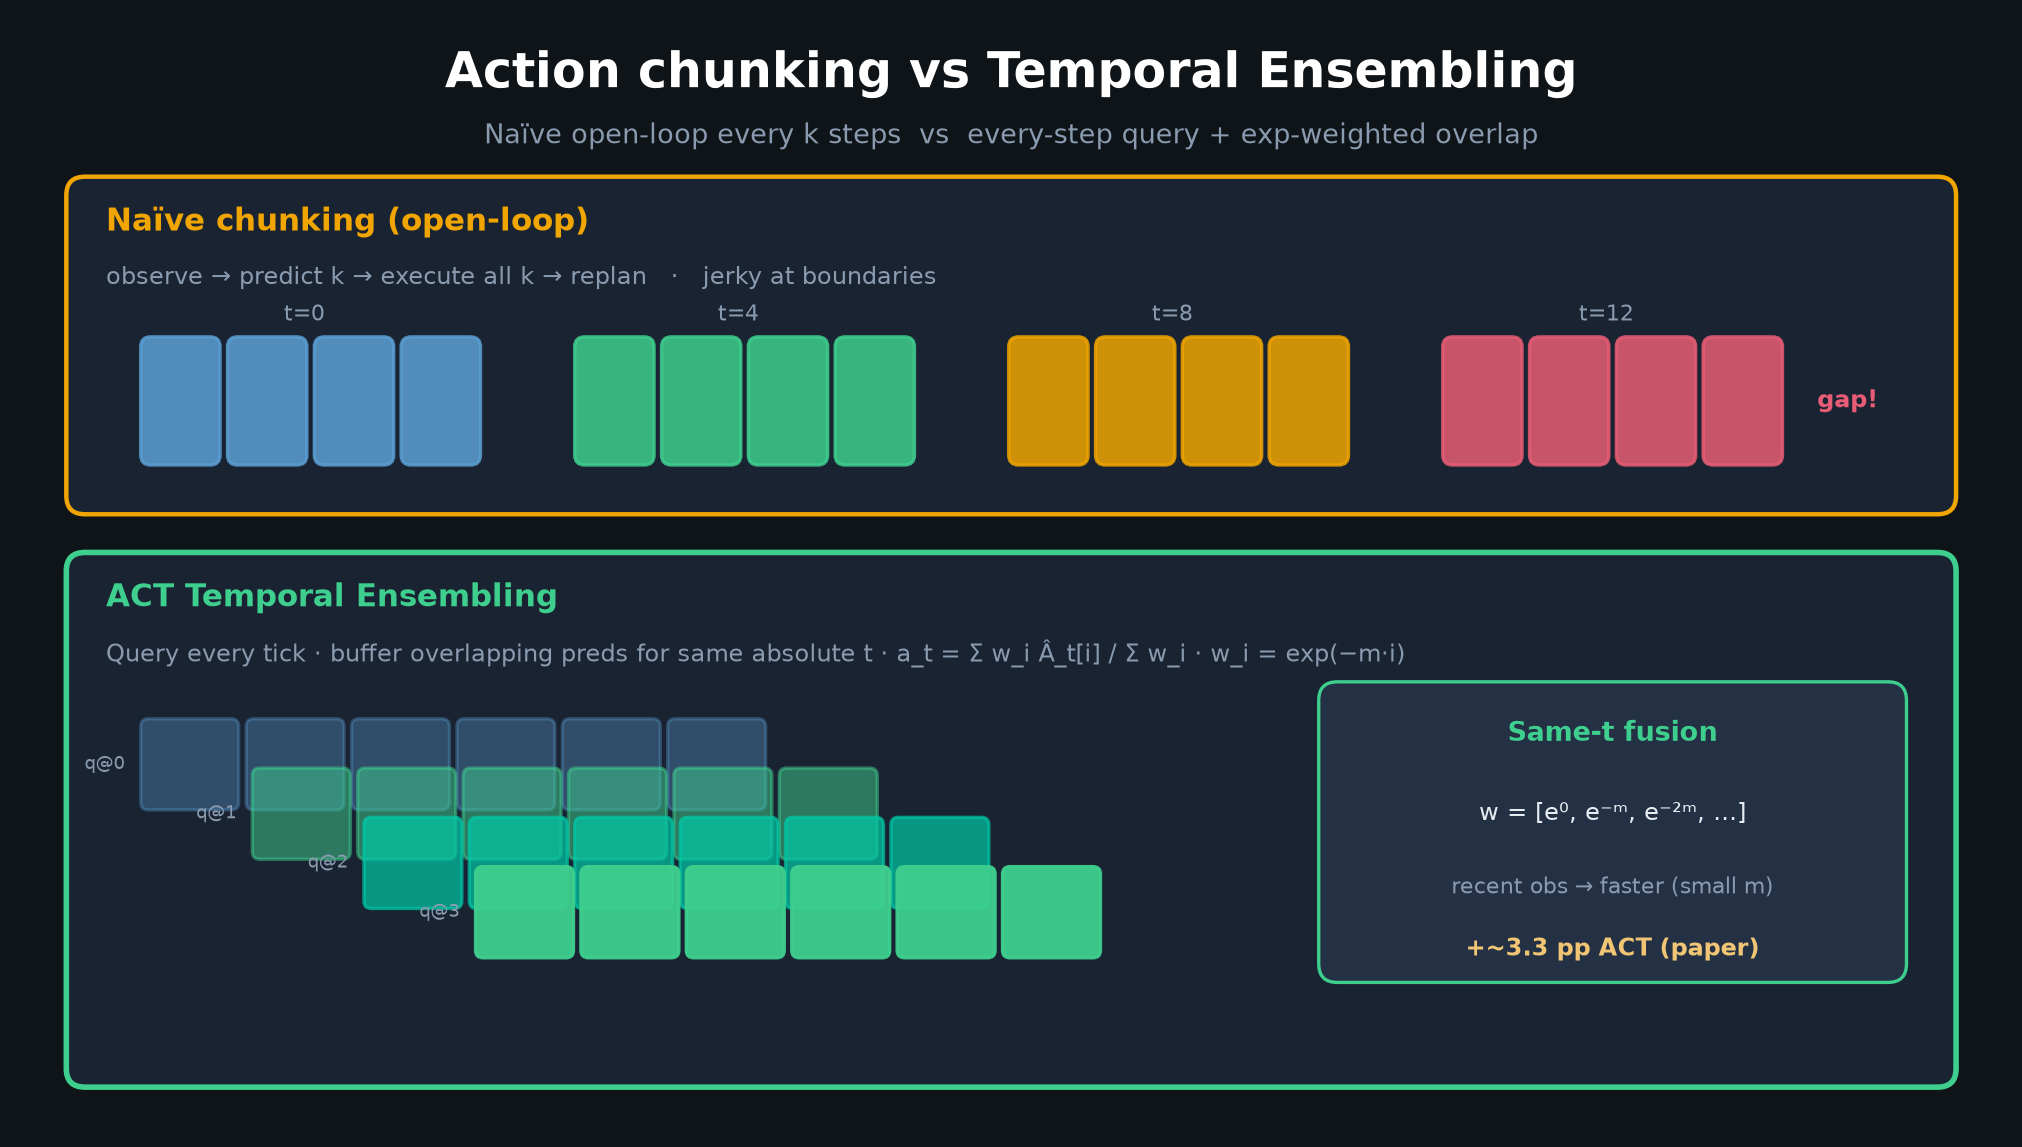 Action chunking vs Temporal Ensembling
Naïve open-loop every k steps  vs  every-step query + exp-weighted overlap
Naïve chunking (open-loop)
observe → predict k → execute all k → replan   ·   jerky at boundaries
t=0
t=4
t=8
t=12
gap!
ACT Temporal Ensembling
Query every tick · buffer overlapping preds for same absolute t · a_t = Σ w_i Â_t[i] / Σ w_i · w_i = exp(−m·i)
q@0
q@1
q@2
q@3
Same-t fusion
w = [e⁰, e⁻ᵐ, e⁻²ᵐ, …]
recent obs → faster (small m)
+~3.3 pp ACT (paper)